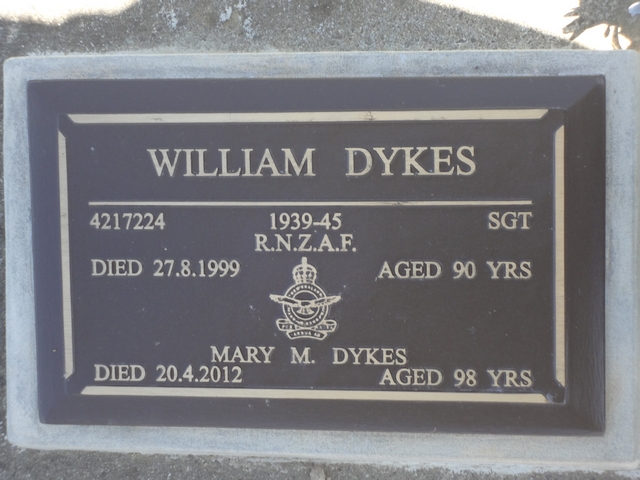 WILLIAM DYKES
4217224 1939-45 SGT
R.N.Z.A.F.
DIED 27.8.1999 AGED 90 YRS
MARY M. DYKES
DIED 20.4.2012 AGED 98 YRS